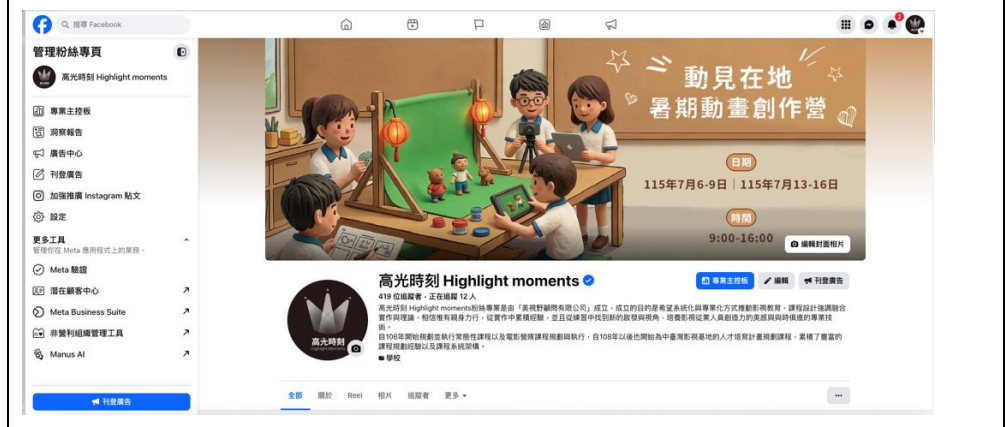 搜尋 Facebook
2
管理粉絲專頁
高光時刻 Highlight moments
專業主控板
洞察報告
廣告中心
刊登廣告
加強推廣 Instagram 貼文
設定
更多工具
管理你在 Meta 應用程式上的業務。
Meta 驗證
潛在顧客中心
Meta Business Suite
非營利組織管理工具
Manus AI
刊登廣告
動見在地
暑期動畫創作營
日期
115年7月6-9日｜115年7月13-16日
時間
9:00-16:00
編輯封面相片
高光時刻
高光時刻 Highlight moments
419 位追蹤者 · 正在追蹤 12 人
專業主控板
編輯
刊登廣告
高光時刻 Highlight moments粉絲專業是由「美視野顧問有限公司」成立，成立的目的是希望系統化與專業化方式推動影視教育，課程設計強調融合
實作與理論，相信惟有親身力行，從實作中累積經驗，並且從練習中找到新的啟發與視角，培養影視從業人員創造力的美感與與時俱進的專業技
術。
自106年開始規劃並執行常態性課程以及電影營隊課程規劃與執行，自108年以後也開始為中臺灣影視基地的人才培育計畫規劃課程，累積了豐富的
課程規劃經驗以及課程系統架構。
學校
全部
關於
Reel
相片
追蹤者
更多